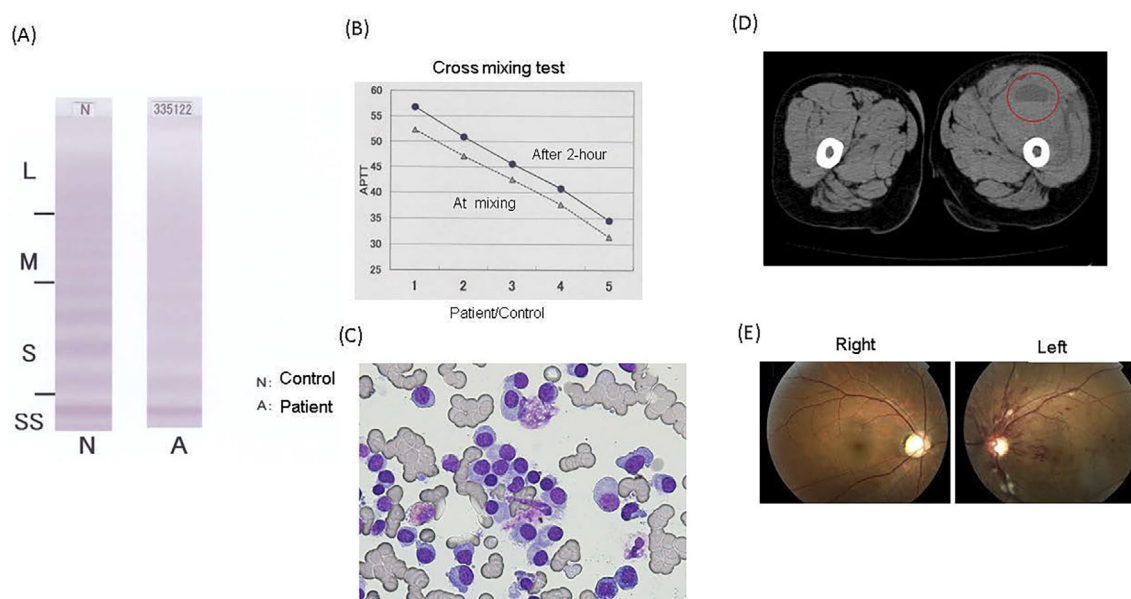 (A)
N
335122
L
M
S
SS
N
A
N: Control
A: Patient
(B)
Cross mixing test
60
55
50
45
40
35
30
25
APTT
After 2-hour
At mixing
1 2 3 4 5
Patient/Control
(C)
(D)
(E)
Right
Left